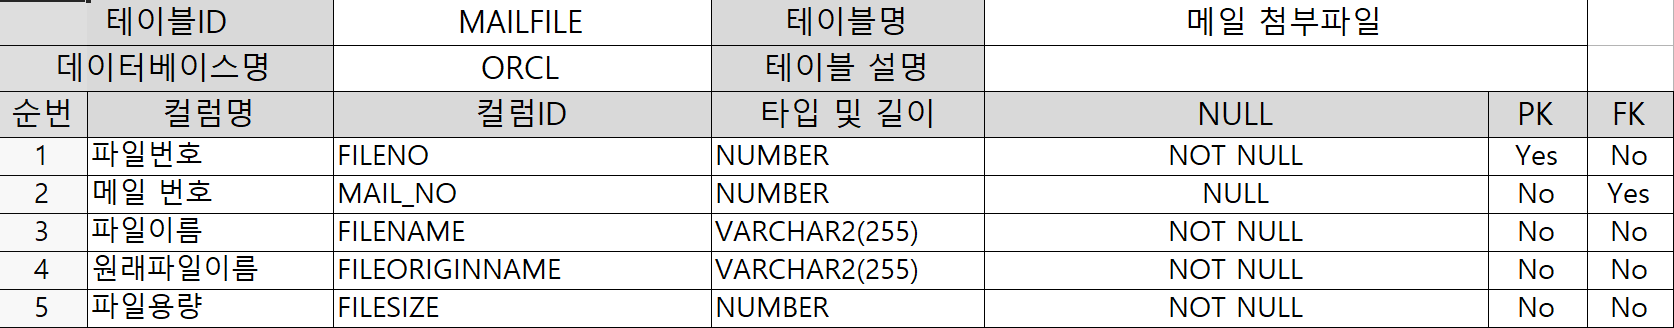 테이블ID MAILFILE 테이블명 메일 첨부파일
데이터베이스명 ORCL 테이블 설명
순번 컬럼명 컬럼ID 타입 및 길이 NULL PK FK
1 파일번호 FILENO NUMBER NOT NULL Yes No
2 메일 번호 MAIL_NO NUMBER NULL No Yes
3 파일이름 FILENAME VARCHAR2(255) NOT NULL No No
4 원래파일이름 FILEORIGINNAME VARCHAR2(255) NOT NULL No No
5 파일용량 FILESIZE NUMBER NOT NULL No No